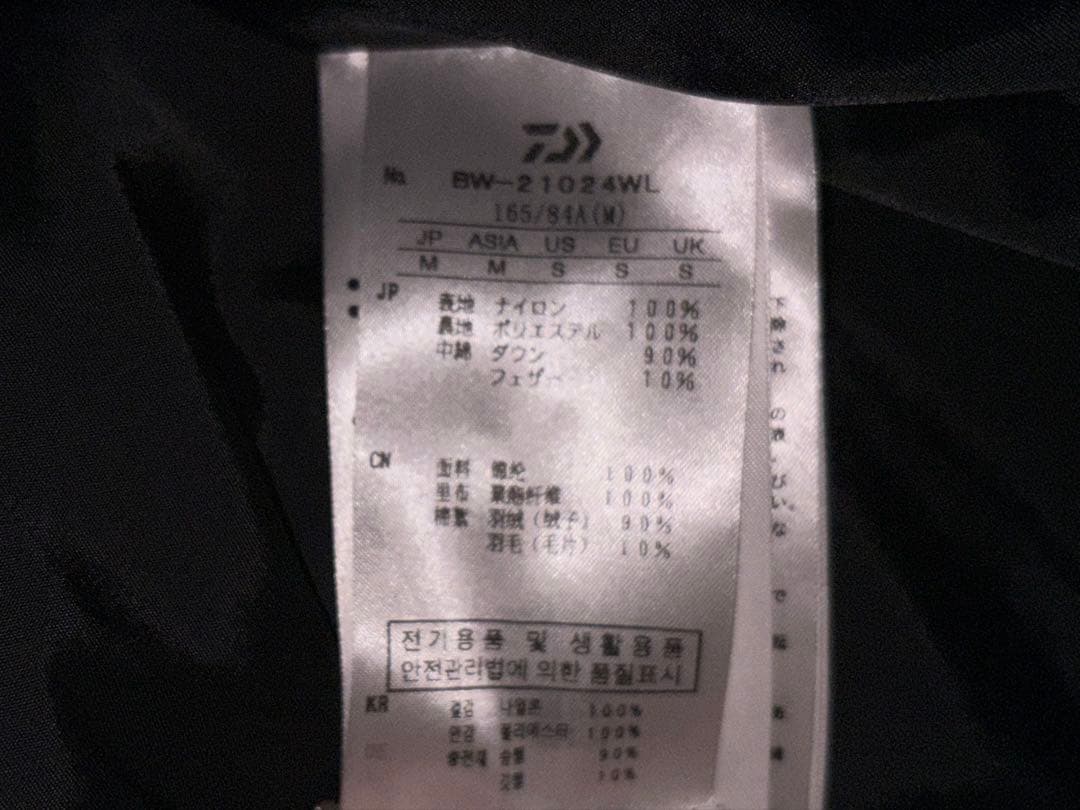 No. BW-21024WL
165/84A(M)
JP ASIA US EU UK
M M S S S
JP 表地 ナイロン 100%
裏地 ポリエステル 100%
中綿 ダウン 90%
フェザー 10%
CN 面料 锦纶 100%
里布 聚酯纤维 100%
羽绒(绒子) 90%
羽毛(毛片) 10%
전기용품 및 생활용품
안전관리법에 의한 품질표시
KR 겉감 나일론 100%
안감 폴리에스터 100%
충전재 솜털 90%
깃털 10%